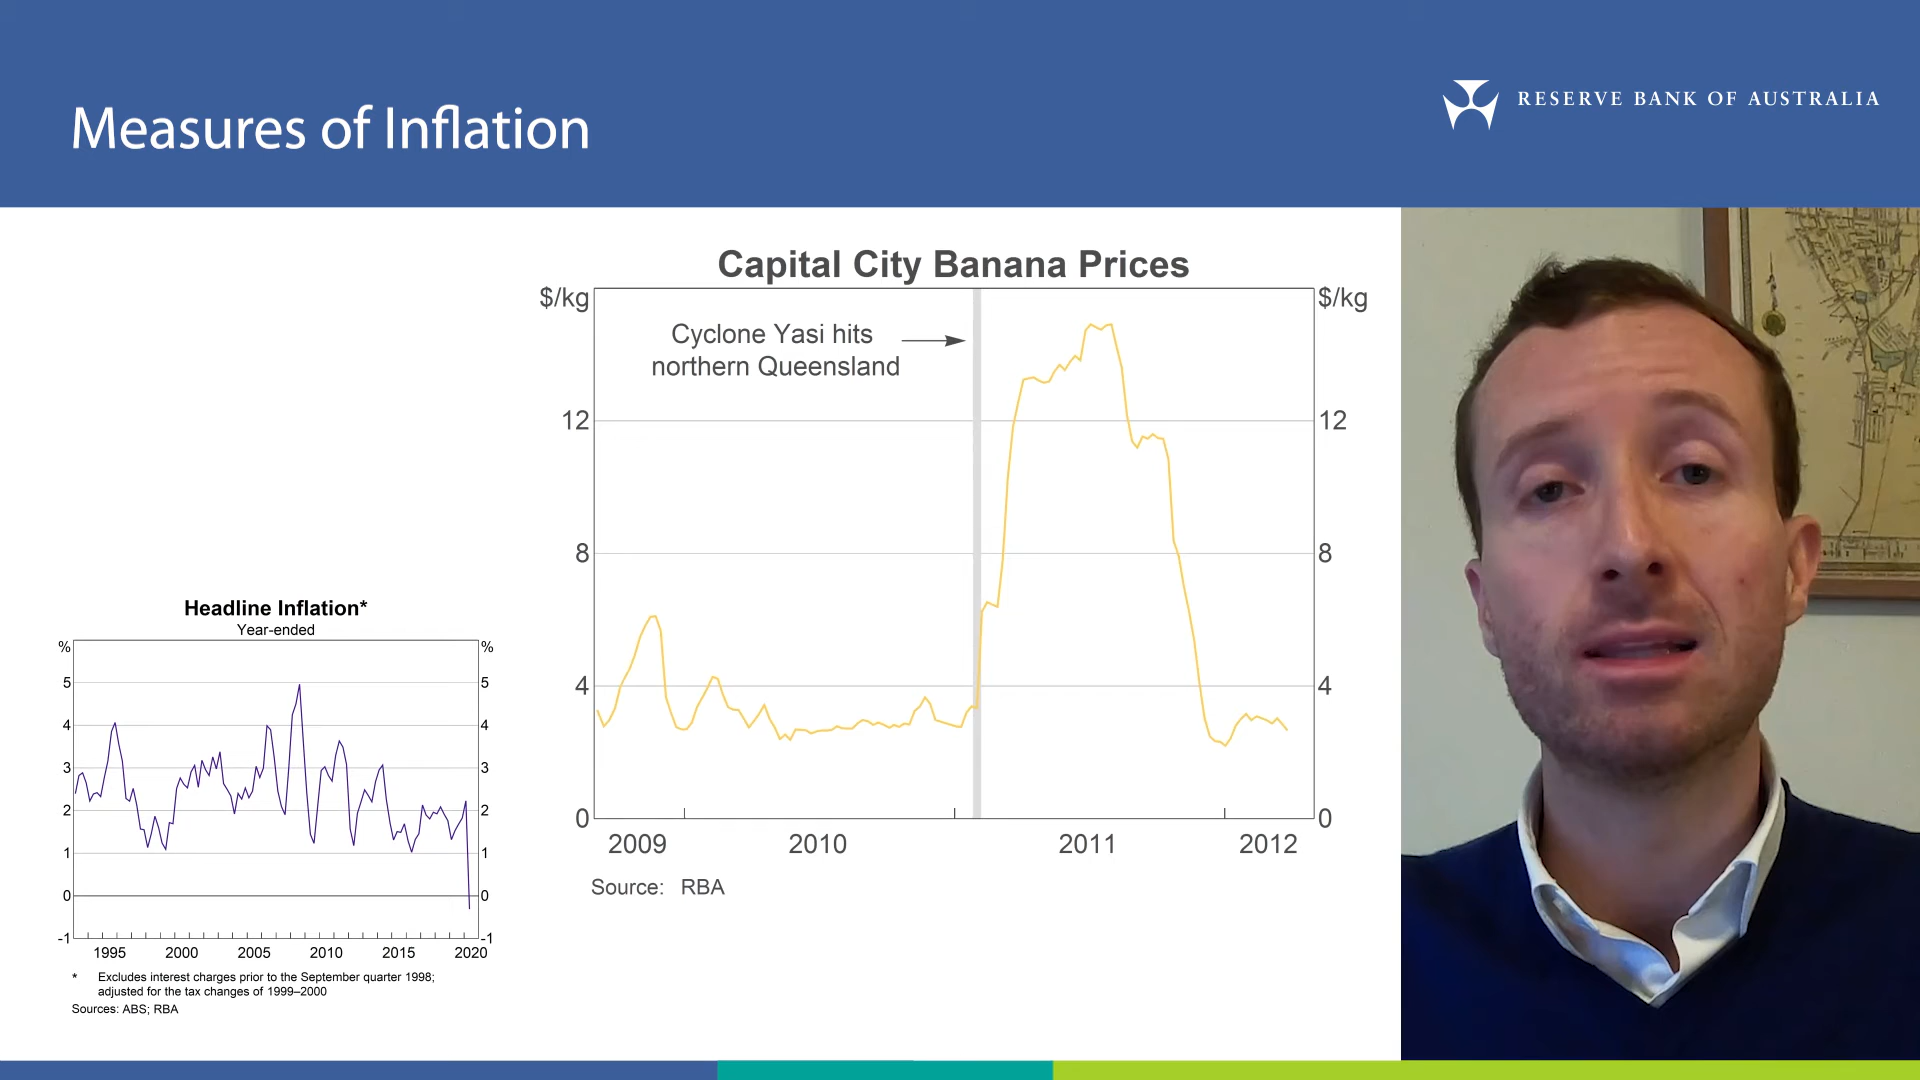 Measures of Inflation
RESERVE BANK OF AUSTRALIA
Capital City Banana Prices
$/kg
$/kg
Cyclone Yasi hits
northern Queensland
12
12
8
8
4
4
0
0
2009
2010
2011
2012
Source: RBA
Headline Inflation*
Year-ended
%
%
5
5
4
4
3
3
2
2
1
1
0
0
-1
-1
1995
2000
2005
2010
2015
2020
* Excludes interest charges prior to the September quarter 1998;
adjusted for the tax changes of 1999–2000
Sources: ABS; RBA